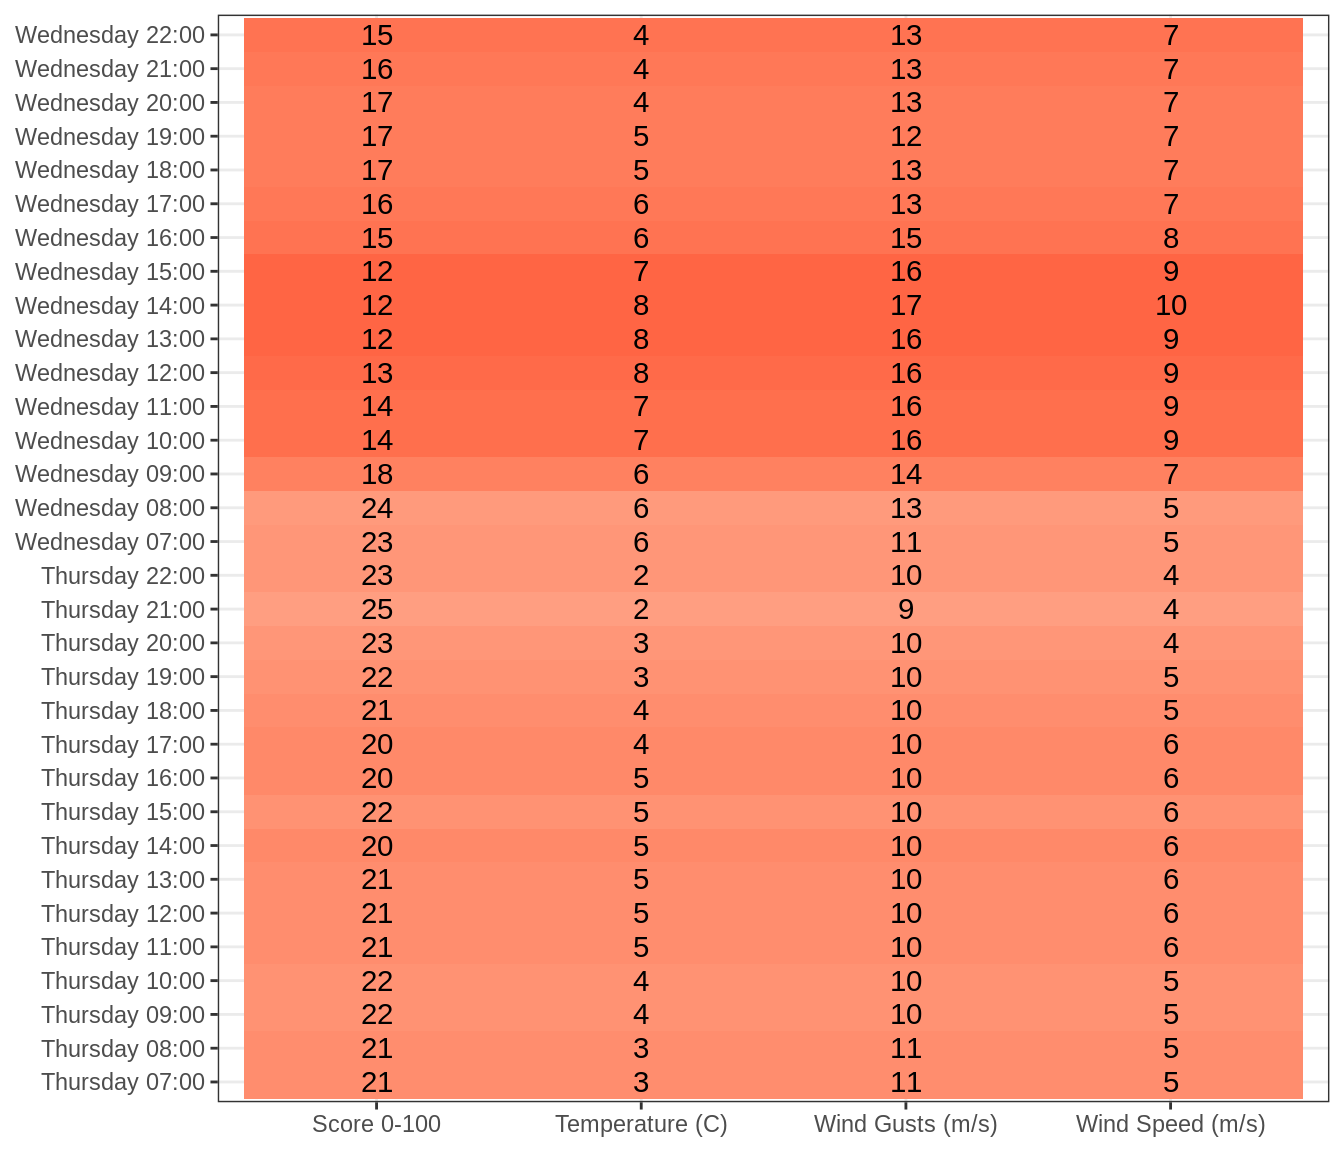 Wednesday 22:00 15 4 13 7
Wednesday 21:00 16 4 13 7
Wednesday 20:00 17 4 13 7
Wednesday 19:00 17 5 12 7
Wednesday 18:00 17 5 13 7
Wednesday 17:00 16 6 13 7
Wednesday 16:00 15 6 15 8
Wednesday 15:00 12 7 16 9
Wednesday 14:00 12 8 17 10
Wednesday 13:00 12 8 16 9
Wednesday 12:00 13 8 16 9
Wednesday 11:00 14 7 16 9
Wednesday 10:00 14 7 16 9
Wednesday 09:00 18 6 14 7
Wednesday 08:00 24 6 13 5
Wednesday 07:00 23 6 11 5
Thursday 22:00 23 2 10 4
Thursday 21:00 25 2 9 4
Thursday 20:00 23 3 10 4
Thursday 19:00 22 3 10 5
Thursday 18:00 21 4 10 5
Thursday 17:00 20 4 10 6
Thursday 16:00 20 5 10 6
Thursday 15:00 22 5 10 6
Thursday 14:00 20 5 10 6
Thursday 13:00 21 5 10 6
Thursday 12:00 21 5 10 6
Thursday 11:00 21 5 10 6
Thursday 10:00 22 4 10 5
Thursday 09:00 22 4 10 5
Thursday 08:00 21 3 11 5
Thursday 07:00 21 3 11 5
Score 0-100 Temperature (C) Wind Gusts (m/s) Wind Speed (m/s)